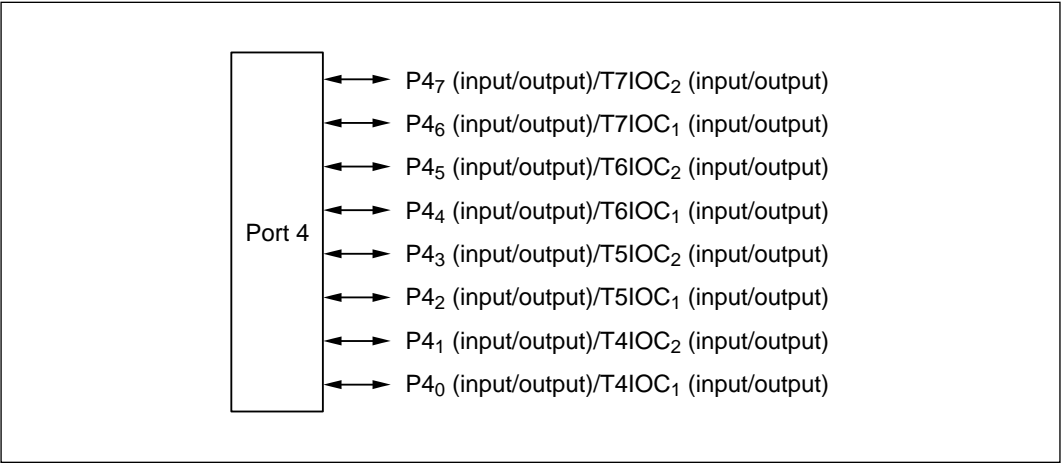 P4₇ (input/output)/T7IOC₂ (input/output)
P4₆ (input/output)/T7IOC₁ (input/output)
P4₅ (input/output)/T6IOC₂ (input/output)
P4₄ (input/output)/T6IOC₁ (input/output)
Port 4
P4₃ (input/output)/T5IOC₂ (input/output)
P4₂ (input/output)/T5IOC₁ (input/output)
P4₁ (input/output)/T4IOC₂ (input/output)
P4₀ (input/output)/T4IOC₁ (input/output)